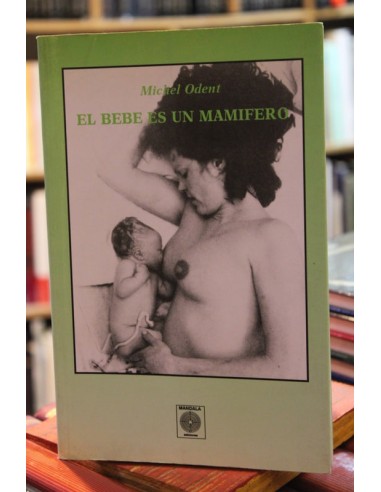 Michel Odent
EL BEBE ES UN MAMIFERO
MANDALA